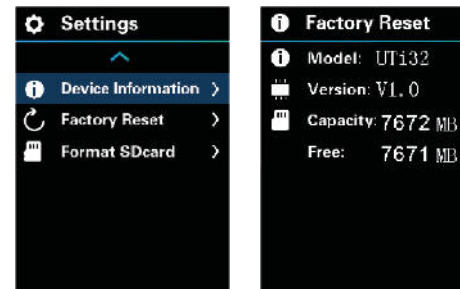 Settings
Device Information
Factory Reset
Format SDcard
Factory Reset
Model: UTi32
Version: V1.0
Capacity: 7672 MB
Free: 7671 MB